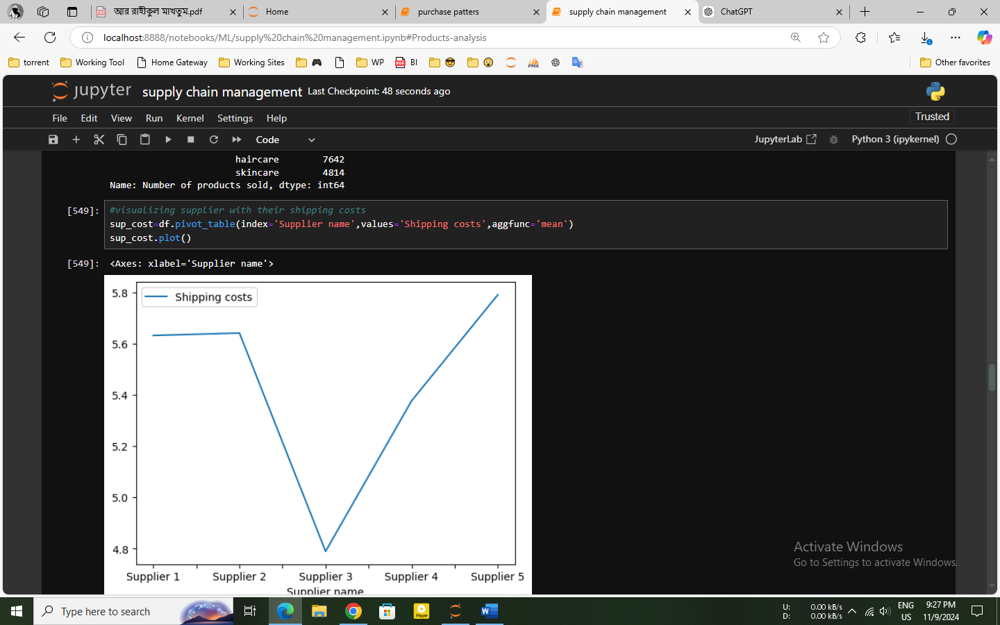 আর রাহীকুল মাখতুম.pdf
Home
purchase patters
supply chain management
ChatGPT
localhost:8888/notebooks/ML/supply%20chain%20management.ipynb#Products-analysis
torrent
Working Tool
Home Gateway
Working Sites
WP
BI
Other favorites
jupyter
supply chain management
Last Checkpoint: 48 seconds ago
File Edit View Run Kernel Settings Help
Trusted
Code
JupyterLab
Python 3 (ipykernel)
haircare 7642
skincare 4814
Name: Number of products sold, dtype: int64
[549]:
#visualizing supplier with their shipping costs
sup_cost=df.pivot_table(index='Supplier name',values='Shipping costs',aggfunc='mean')
sup_cost.plot()
[549]: <Axes: xlabel='Supplier name'>
Shipping costs
5.8
5.6
5.4
5.2
5.0
4.8
Supplier 1 Supplier 2 Supplier 3 Supplier 4 Supplier 5
Supplier name
Activate Windows
Go to Settings to activate Windows.
Type here to search
U: 0.00 kB/s
D: 0.00 kB/s
ENG
US
9:27 PM
11/9/2024